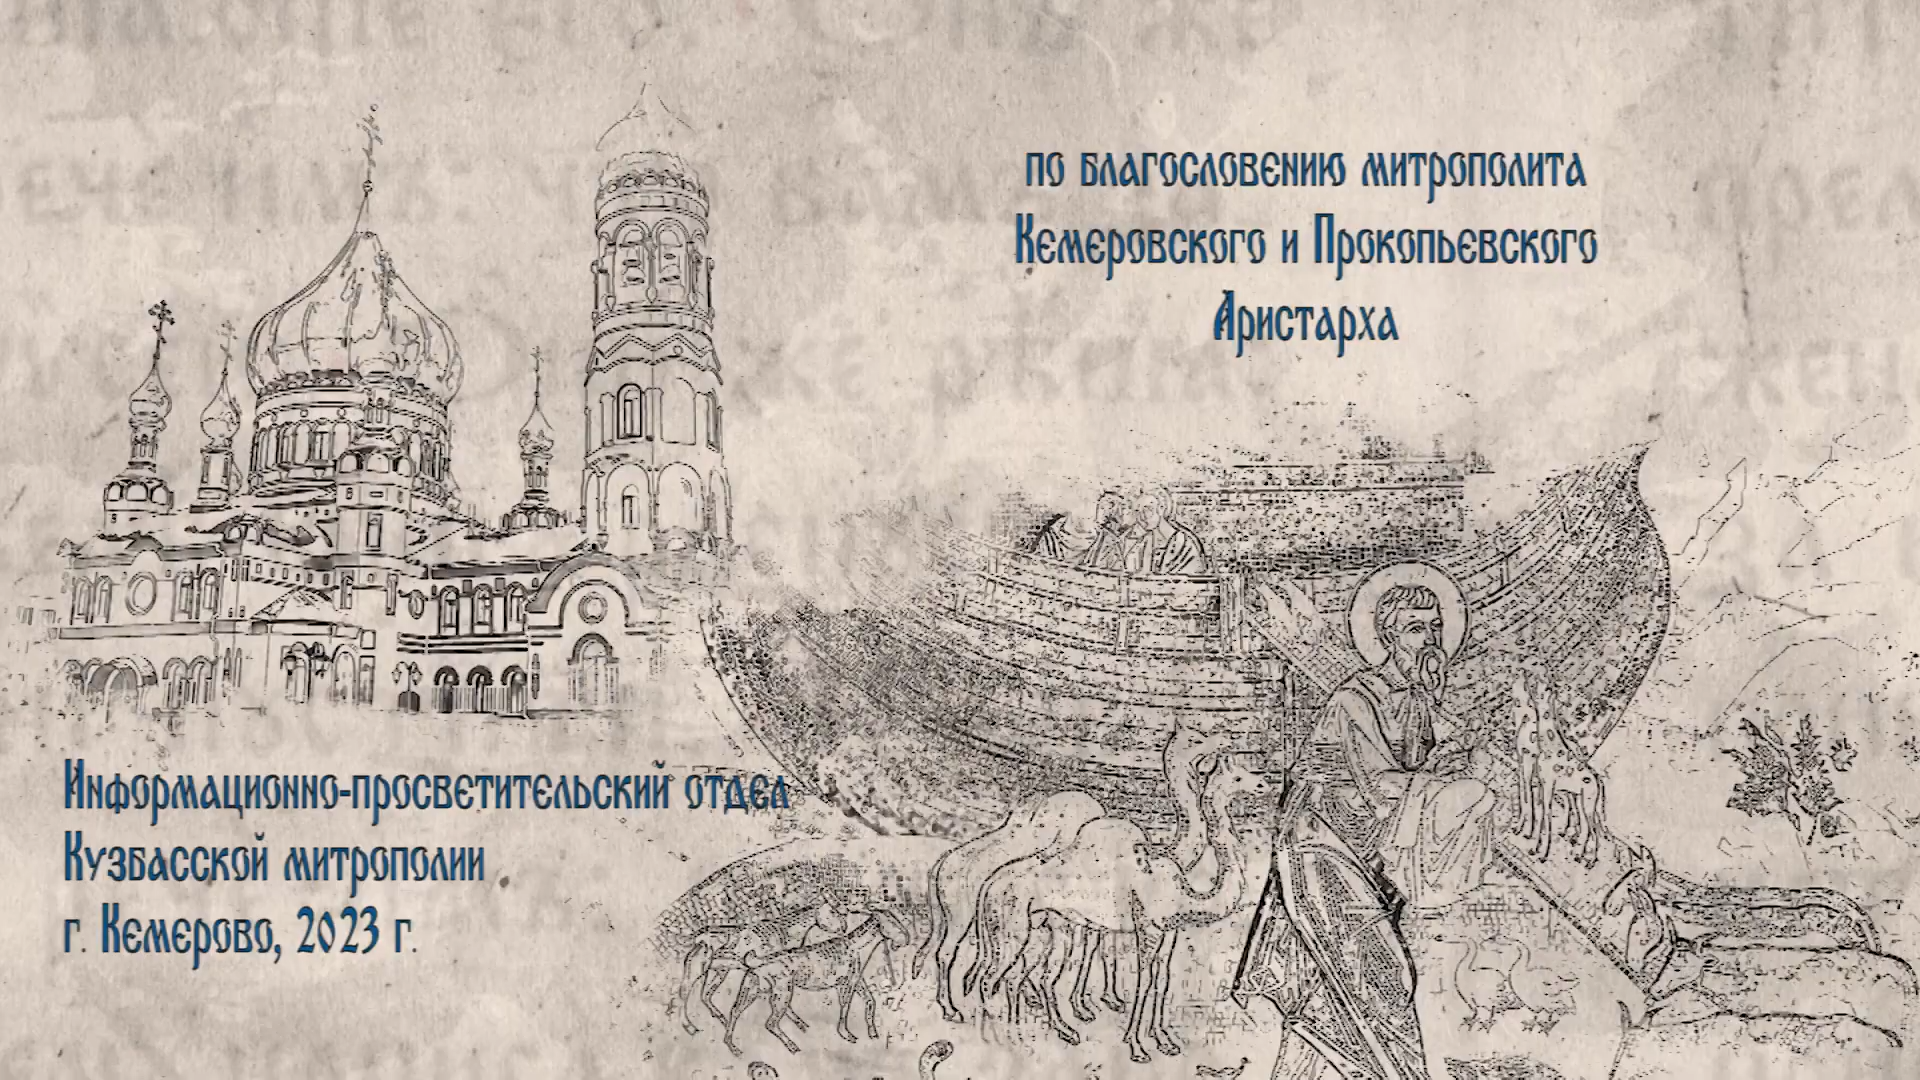 по благословению митрополита
Кемеровского и Прокопьевского
Аристарха
Информационно-просветительский отдел
Кузбасской митрополии
г. Кемерово, 2023 г.